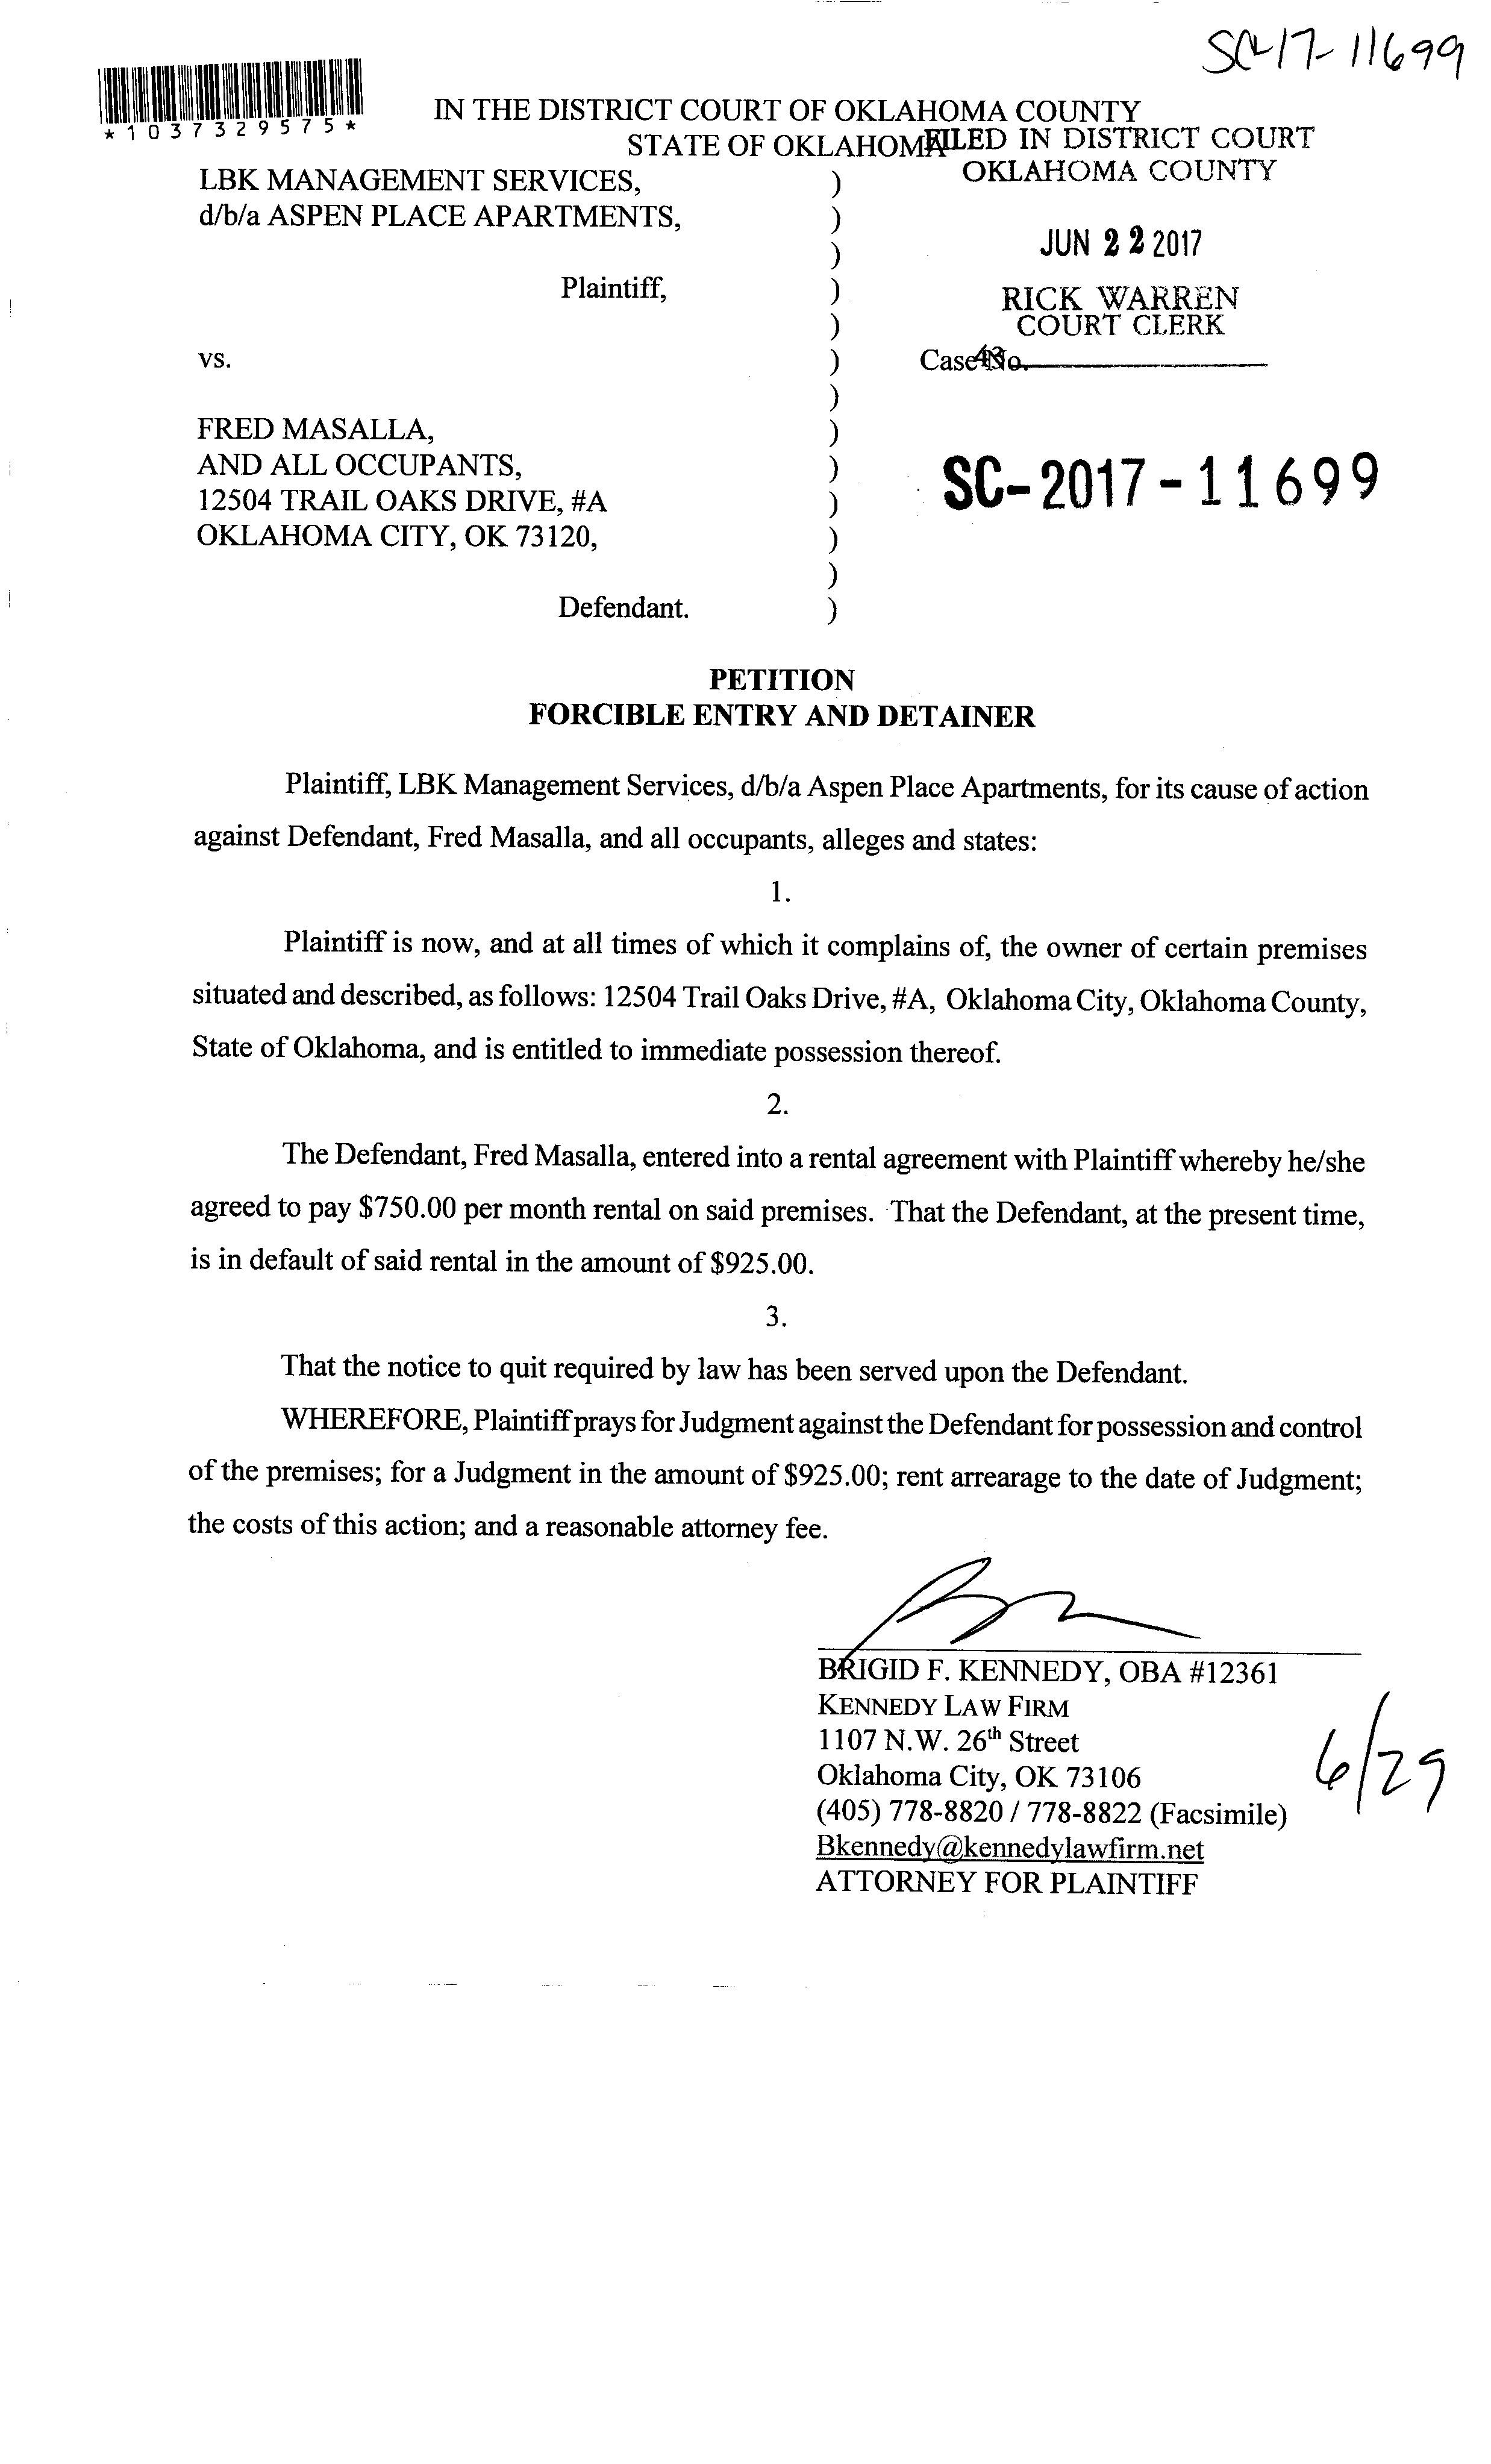 SC-17-11699
*1037329575*
IN THE DISTRICT COURT OF OKLAHOMA COUNTY
STATE OF OKLAHOMA
FILED IN DISTRICT COURT
OKLAHOMA COUNTY
JUN 22 2017
RICK WARREN
COURT CLERK
43
LBK MANAGEMENT SERVICES, )
d/b/a ASPEN PLACE APARTMENTS, )
)
Plaintiff, )
)
vs. ) Case No.
)
FRED MASALLA, )
AND ALL OCCUPANTS, ) SC-2017-11699
12504 TRAIL OAKS DRIVE, #A )
OKLAHOMA CITY, OK 73120, )
)
Defendant. )
PETITION
FORCIBLE ENTRY AND DETAINER
Plaintiff, LBK Management Services, d/b/a Aspen Place Apartments, for its cause of action
against Defendant, Fred Masalla, and all occupants, alleges and states:
1.
Plaintiff is now, and at all times of which it complains of, the owner of certain premises
situated and described, as follows: 12504 Trail Oaks Drive, #A, Oklahoma City, Oklahoma County,
State of Oklahoma, and is entitled to immediate possession thereof.
2.
The Defendant, Fred Masalla, entered into a rental agreement with Plaintiff whereby he/she
agreed to pay $750.00 per month rental on said premises. That the Defendant, at the present time,
is in default of said rental in the amount of $925.00.
3.
That the notice to quit required by law has been served upon the Defendant.
WHEREFORE, Plaintiff prays for Judgment against the Defendant for possession and control
of the premises; for a Judgment in the amount of $925.00; rent arrearage to the date of Judgment;
the costs of this action; and a reasonable attorney fee.
BRIGID F. KENNEDY, OBA #12361
KENNEDY LAW FIRM
1107 N.W. 26th Street
Oklahoma City, OK 73106
(405) 778-8820 / 778-8822 (Facsimile)
Bkennedy@kennedylawfirm.net
ATTORNEY FOR PLAINTIFF
6/29